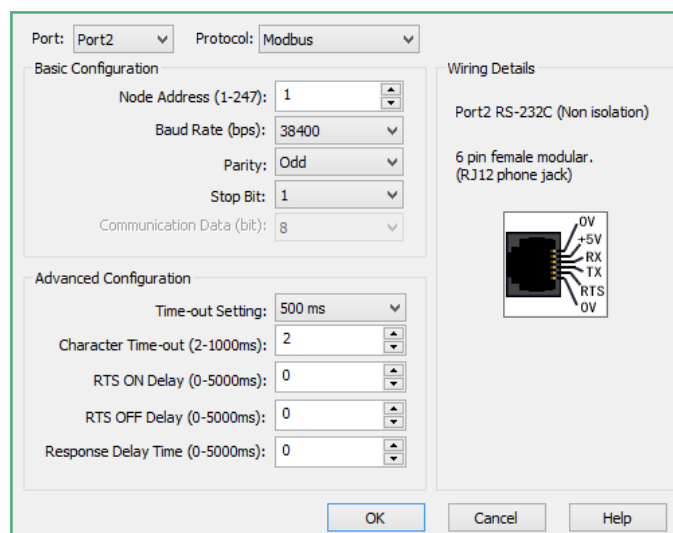 Port: Port2 Protocol: Modbus
Basic Configuration
Node Address (1-247): 1
Baud Rate (bps): 38400
Parity: Odd
Stop Bit: 1
Communication Data (bit): 8
Advanced Configuration
Time-out Setting: 500 ms
Character Time-out (2-1000ms): 2
RTS ON Delay (0-5000ms): 0
RTS OFF Delay (0-5000ms): 0
Response Delay Time (0-5000ms): 0
Wiring Details
Port2 RS-232C (Non isolation)
6 pin female modular.
(RJ12 phone jack)
0V
+5V
RX
TX
RTS
0V
OK Cancel Help